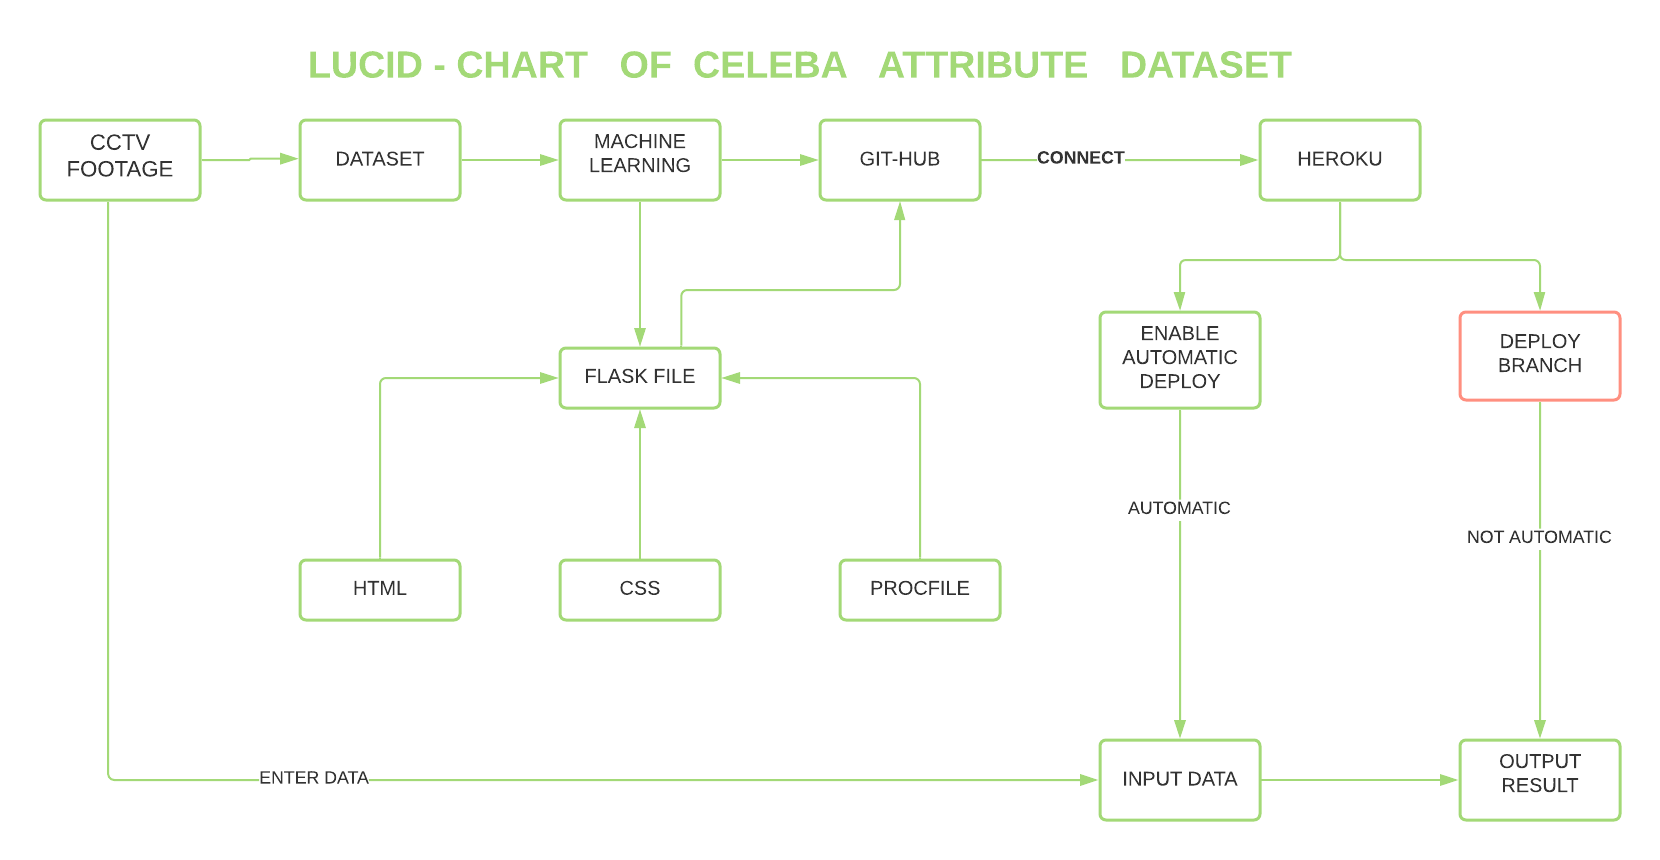 LUCID - CHART OF CELEBA ATTRIBUTE DATASET
CCTV
FOOTAGE
DATASET
MACHINE
LEARNING
GIT-HUB
CONNECT
HEROKU
ENABLE
AUTOMATIC
DEPLOY
DEPLOY
BRANCH
FLASK FILE
AUTOMATIC
NOT AUTOMATIC
HTML
CSS
PROCFILE
ENTER DATA
INPUT DATA
OUTPUT
RESULT